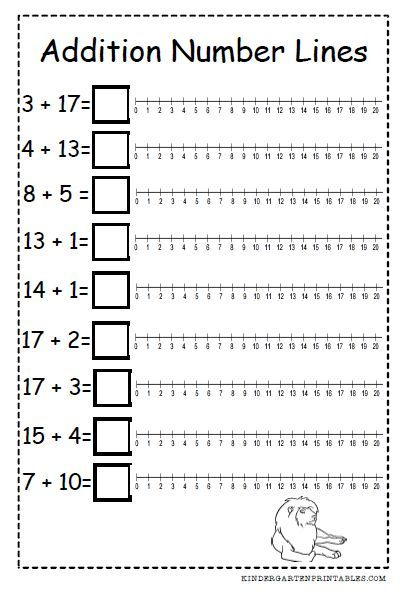 Addition Number Lines
3 + 17=
0 1 2 3 4 5 6 7 8 9 10 11 12 13 14 15 16 17 18 19 20
4 + 13=
0 1 2 3 4 5 6 7 8 9 10 11 12 13 14 15 16 17 18 19 20
8 + 5 =
0 1 2 3 4 5 6 7 8 9 10 11 12 13 14 15 16 17 18 19 20
13 + 1=
0 1 2 3 4 5 6 7 8 9 10 11 12 13 14 15 16 17 18 19 20
14 + 1=
0 1 2 3 4 5 6 7 8 9 10 11 12 13 14 15 16 17 18 19 20
17 + 2=
0 1 2 3 4 5 6 7 8 9 10 11 12 13 14 15 16 17 18 19 20
17 + 3=
0 1 2 3 4 5 6 7 8 9 10 11 12 13 14 15 16 17 18 19 20
15 + 4=
0 1 2 3 4 5 6 7 8 9 10 11 12 13 14 15 16 17 18 19 20
7 + 10=
0 1 2 3 4 5 6 7 8 9 10 11 12 13 14 15 16 17 18 19 20
KINDERGARTENPRINTABLES.COM